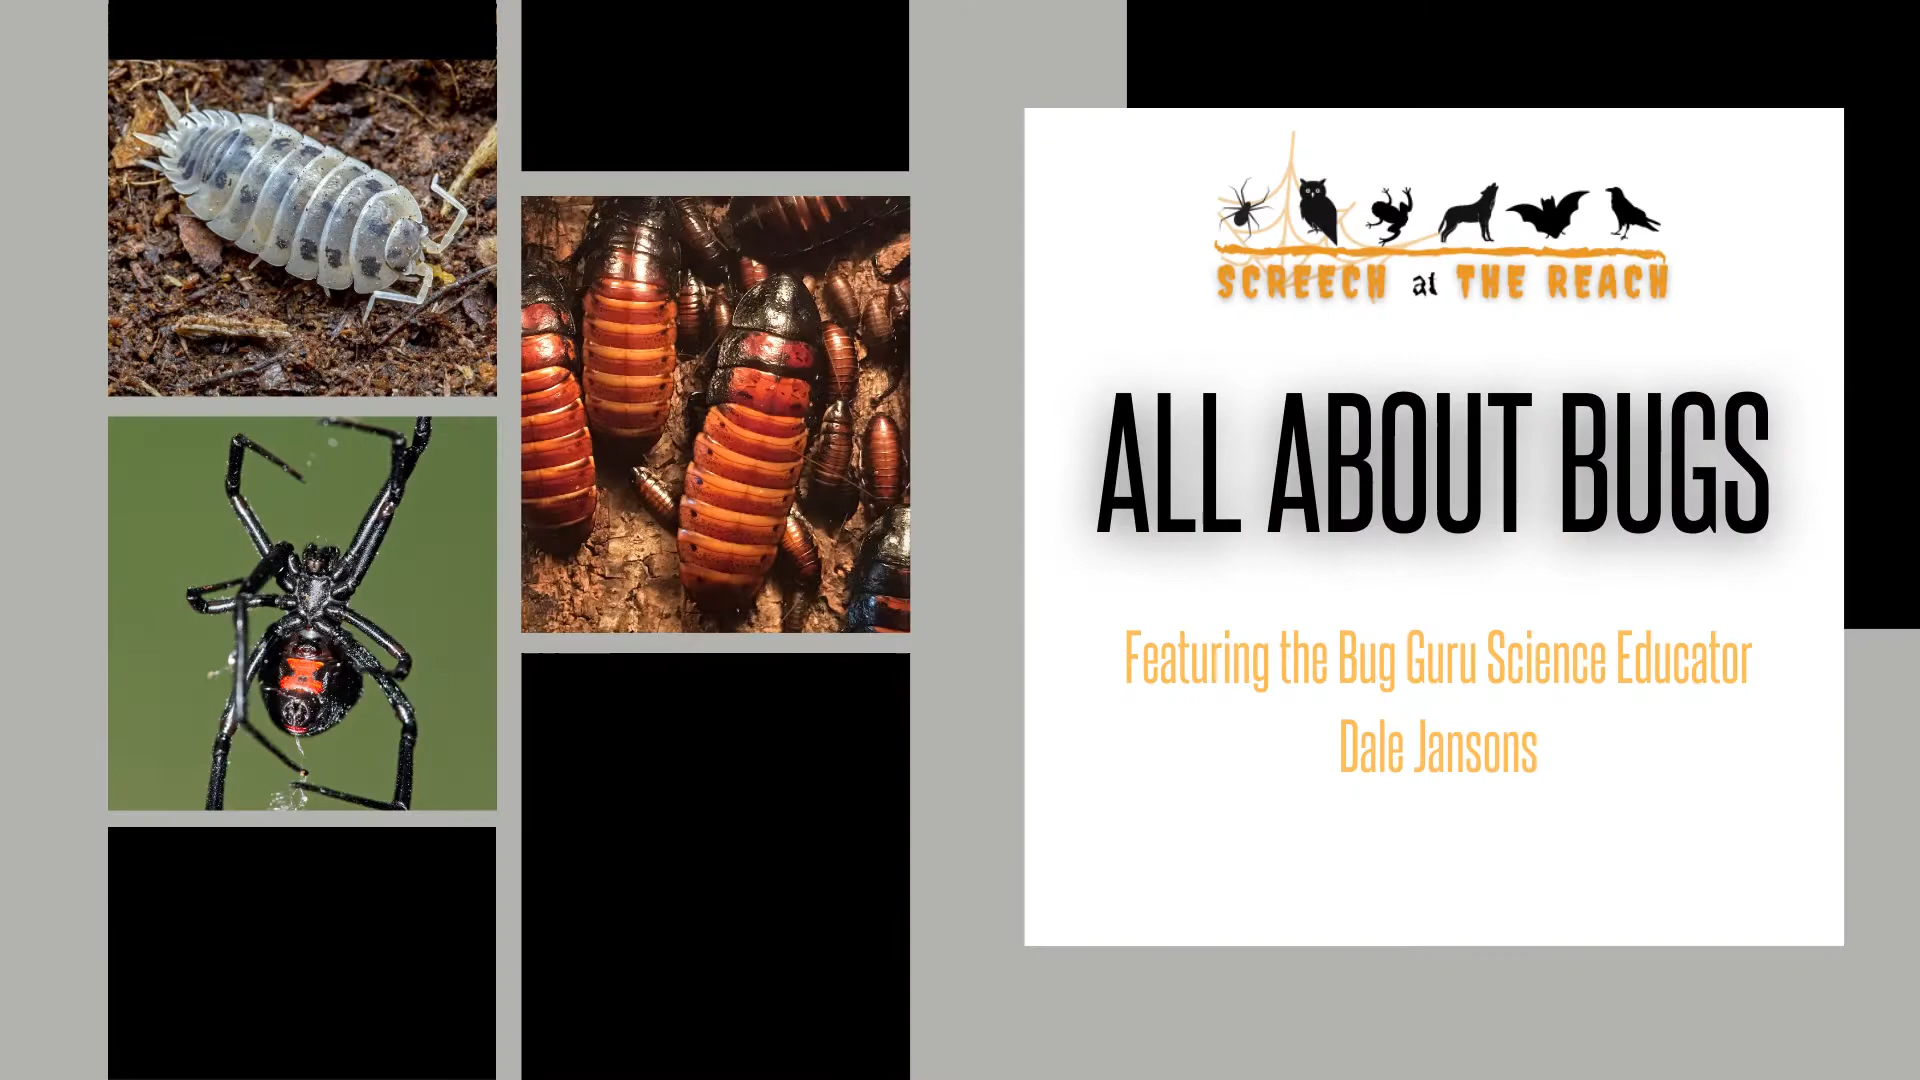 SCREECH at THE REACH
ALL ABOUT BUGS
Featuring the Bug Guru Science Educator
Dale Jansons